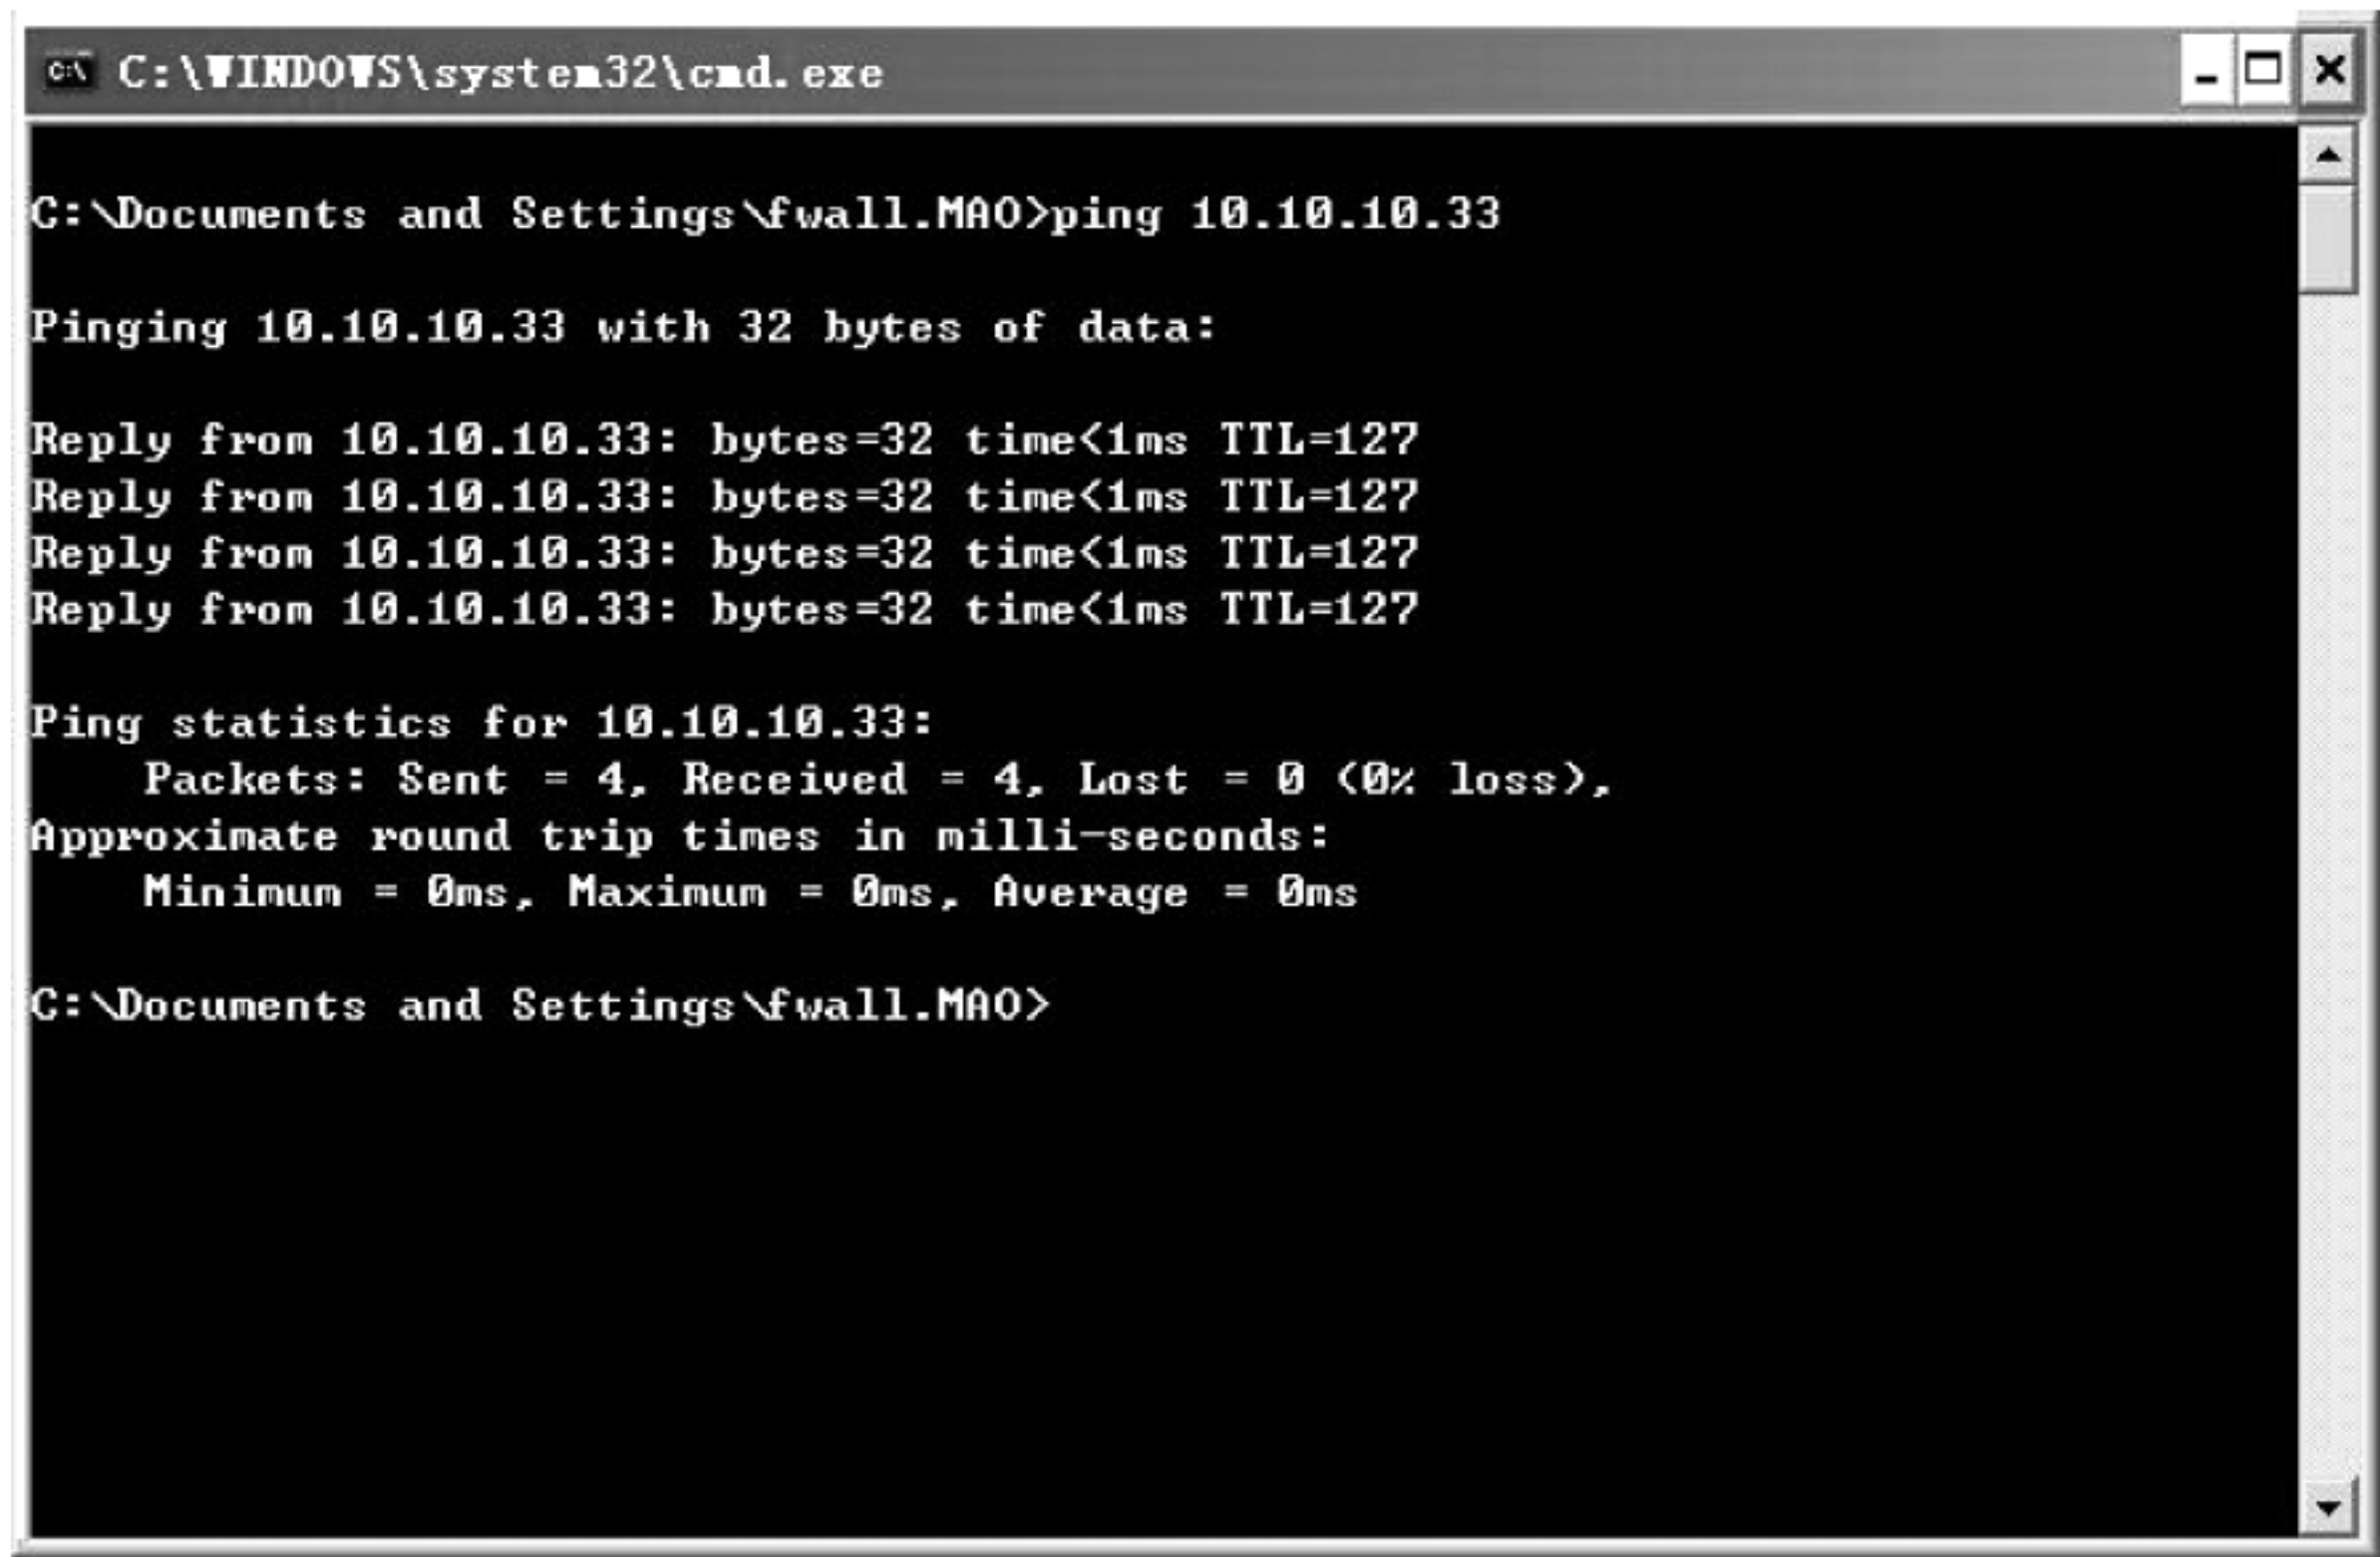 C:\WINDOWS\system32\cmd.exe
C:\Documents and Settings\fwall.MAO>ping 10.10.10.33
Pinging 10.10.10.33 with 32 bytes of data:
Reply from 10.10.10.33: bytes=32 time<1ms TTL=127
Reply from 10.10.10.33: bytes=32 time<1ms TTL=127
Reply from 10.10.10.33: bytes=32 time<1ms TTL=127
Reply from 10.10.10.33: bytes=32 time<1ms TTL=127
Ping statistics for 10.10.10.33:
    Packets: Sent = 4, Received = 4, Lost = 0 (0% loss),
Approximate round trip times in milli-seconds:
    Minimum = 0ms, Maximum = 0ms, Average = 0ms
C:\Documents and Settings\fwall.MAO>